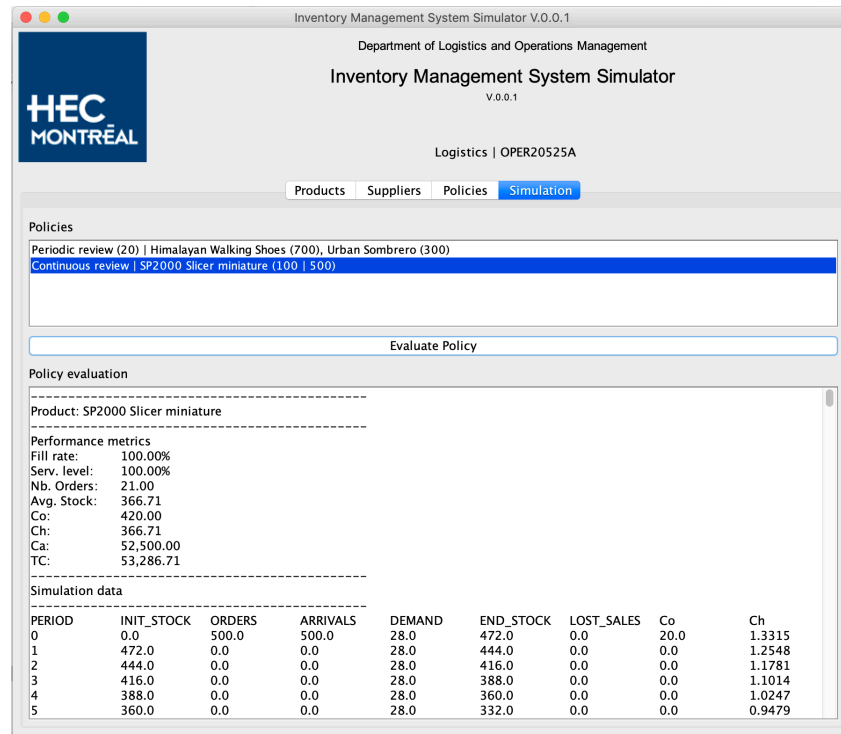 Inventory Management System Simulator V.0.0.1
Department of Logistics and Operations Management
Inventory Management System Simulator
V.0.0.1
HEC
MONTRĒAL
Logistics | OPER20525A
Products Suppliers Policies Simulation
Policies
Periodic review (20) | Himalayan Walking Shoes (700), Urban Sombrero (300)
Continuous review | SP2000 Slicer miniature (100 | 500)
Evaluate Policy
Policy evaluation
----------------------------------------------
Product: SP2000 Slicer miniature
----------------------------------------------
Performance metrics
Fill rate: 100.00%
Serv. level: 100.00%
Nb. Orders: 21.00
Avg. Stock: 366.71
Co: 420.00
Ch: 366.71
Ca: 52,500.00
TC: 53,286.71
----------------------------------------------
Simulation data
----------------------------------------------
PERIOD INIT_STOCK ORDERS ARRIVALS DEMAND END_STOCK LOST_SALES Co Ch
0 0.0 500.0 500.0 28.0 472.0 0.0 20.0 1.3315
1 472.0 0.0 0.0 28.0 444.0 0.0 0.0 1.2548
2 444.0 0.0 0.0 28.0 416.0 0.0 0.0 1.1781
3 416.0 0.0 0.0 28.0 388.0 0.0 0.0 1.1014
4 388.0 0.0 0.0 28.0 360.0 0.0 0.0 1.0247
5 360.0 0.0 0.0 28.0 332.0 0.0 0.0 0.9479